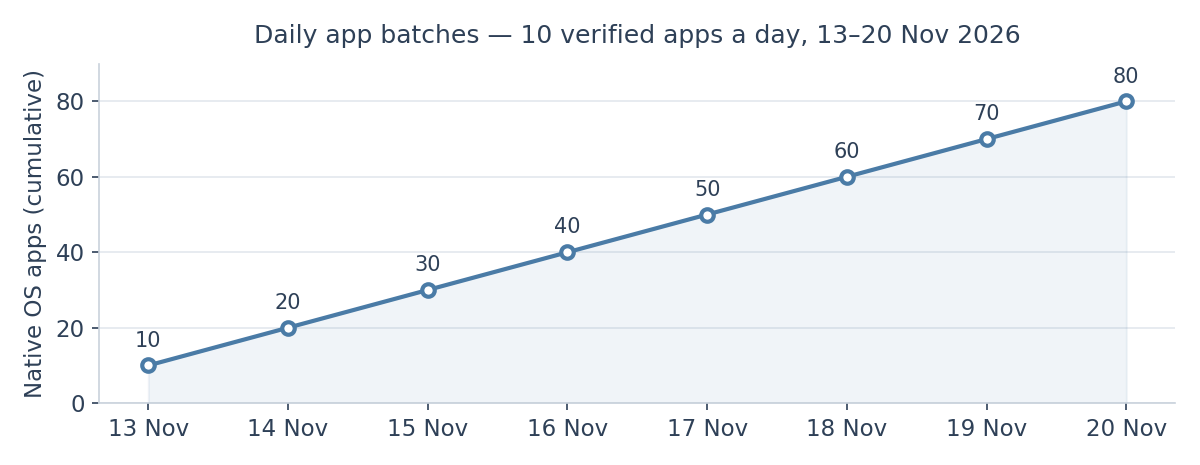 Daily app batches — 10 verified apps a day, 13–20 Nov 2026
Native OS apps (cumulative)
80
60
40
20
0
10
20
30
40
50
60
70
80
13 Nov
14 Nov
15 Nov
16 Nov
17 Nov
18 Nov
19 Nov
20 Nov